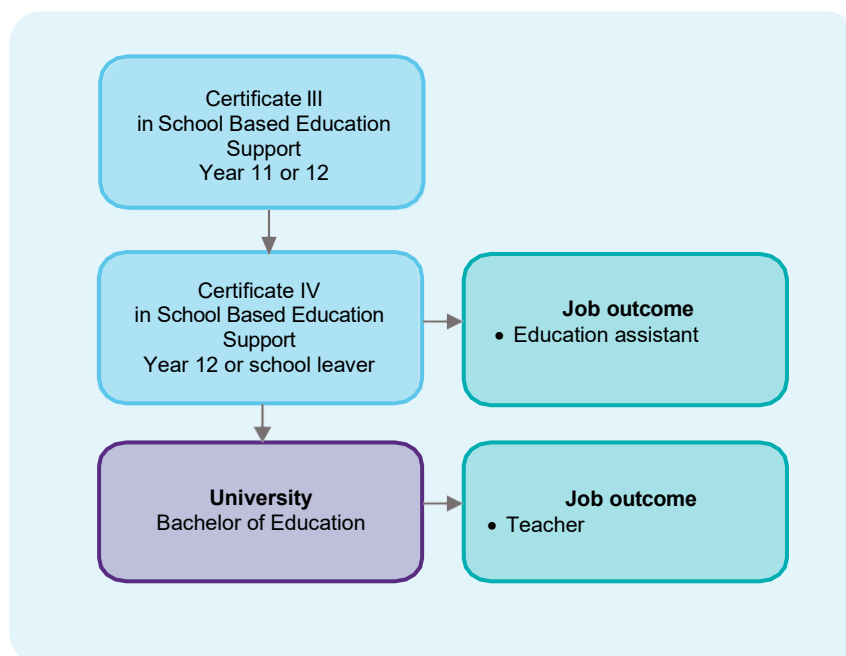 Certificate III
in School Based Education
Support
Year 11 or 12
Certificate IV
in School Based Education
Support
Year 12 or school leaver
Job outcome
• Education assistant
University
Bachelor of Education
Job outcome
• Teacher